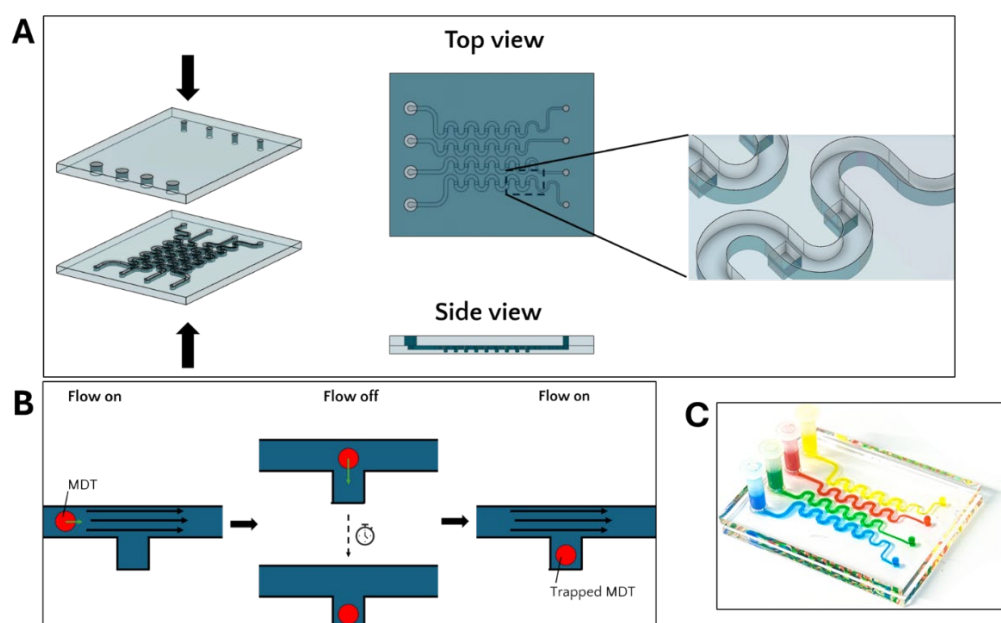 A
Top view
Side view
B
Flow on
Flow off
Flow on
MDT
Trapped MDT
C